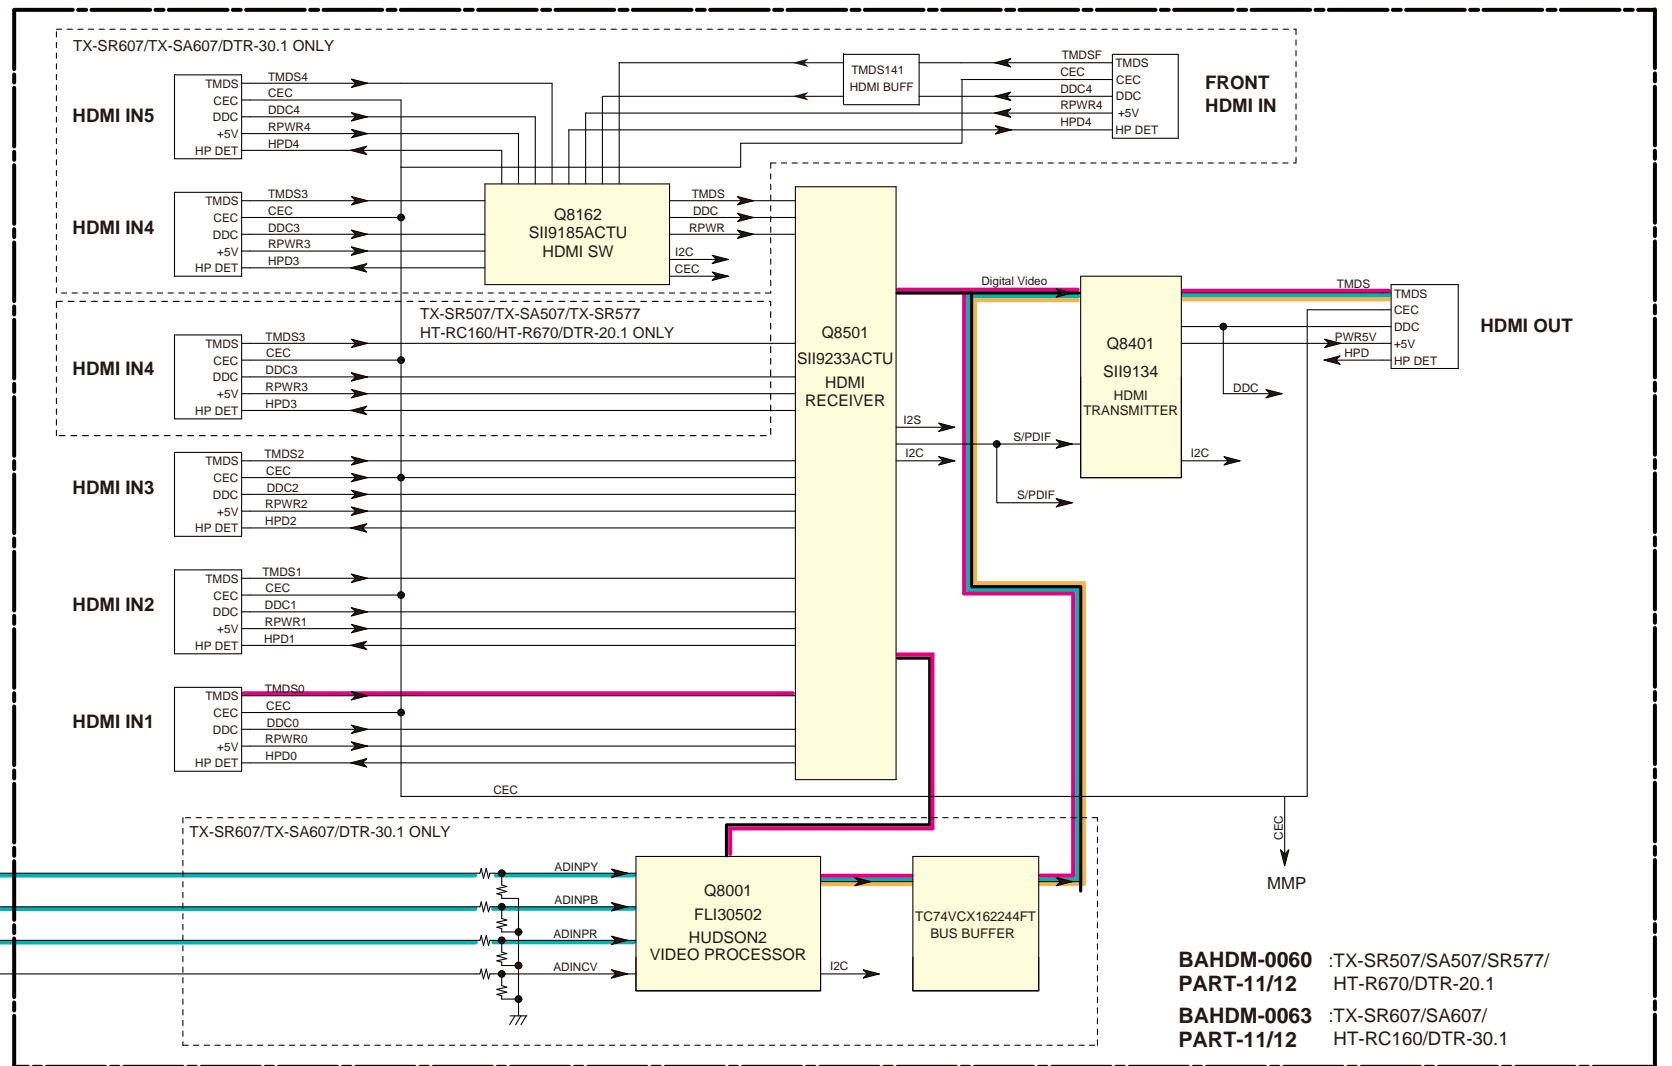 TX-SR607/TX-SA607/DTR-30.1 ONLY
HDMI IN5
TMDS
CEC
DDC
+5V
HP DET
TMDS4
CEC
DDC4
RPWR4
HPD4
TMDS141
HDMI BUFF
TMDSF
CEC
DDC4
RPWR4
HPD4
TMDS
CEC
DDC
+5V
HP DET
FRONT
HDMI IN
HDMI IN4
TMDS
CEC
DDC
+5V
HP DET
TMDS3
CEC
DDC3
RPWR3
HPD3
Q8162
SII9185ACTU
HDMI SW
TMDS
DDC
RPWR
I2C
CEC
TX-SR507/TX-SA507/TX-SR577
HT-RC160/HT-R670/DTR-20.1 ONLY
HDMI IN4
TMDS
CEC
DDC
+5V
HP DET
TMDS3
CEC
DDC3
RPWR3
HPD3
Q8501
SII9233ACTU
HDMI
RECEIVER
Digital Video
I2S
I2C
S/PDIF
S/PDIF
Q8401
SII9134
HDMI
TRANSMITTER
I2C
TMDS
PWR5V
HPD
DDC
TMDS
CEC
DDC
+5V
HP DET
HDMI OUT
HDMI IN3
TMDS
CEC
DDC
+5V
HP DET
TMDS2
CEC
DDC2
RPWR2
HPD2
HDMI IN2
TMDS
CEC
DDC
+5V
HP DET
TMDS1
CEC
DDC1
RPWR1
HPD1
HDMI IN1
TMDS
CEC
DDC
+5V
HP DET
TMDS0
CEC
DDC0
RPWR0
HPD0
CEC
CEC
MMP
TX-SR607/TX-SA607/DTR-30.1 ONLY
ADINPY
ADINPB
ADINPR
ADINCV
Q8001
FLI30502
HUDSON2
VIDEO PROCESSOR
I2C
TC74VCX162244FT
BUS BUFFER
BAHDM-0060 :TX-SR507/SA507/SR577/
PART-11/12 HT-R670/DTR-20.1
BAHDM-0063 :TX-SR607/SA607/
PART-11/12 HT-RC160/DTR-30.1